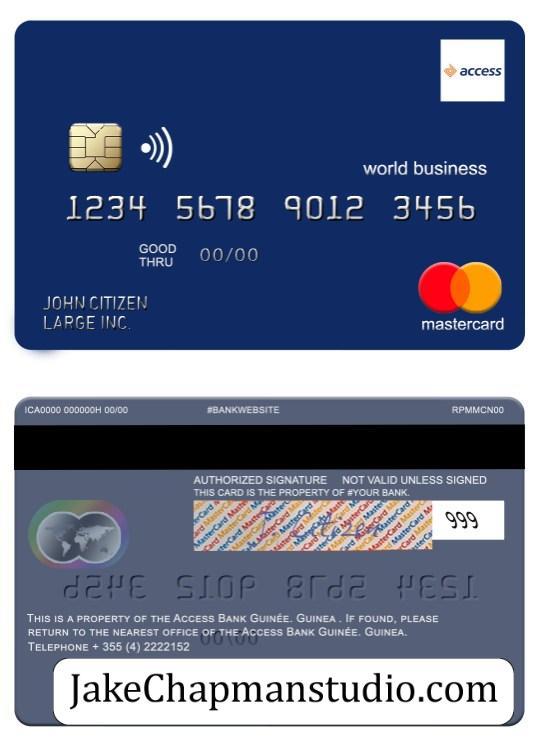 access
world business
1234 5678 9012 3456
GOOD
THRU 00/00
JOHN CITIZEN
LARGE INC.
mastercard
ICA0000 000000H 00/00 #BANKWEBSITE RPMMCN00
AUTHORIZED SIGNATURE NOT VALID UNLESS SIGNED
THIS CARD IS THE PROPERTY OF #YOUR BANK.
MasterCard MasterCard MasterCard
999
THIS IS A PROPERTY OF THE ACCESS BANK GUINÉE. GUINEA . IF FOUND, PLEASE
RETURN TO THE NEAREST OFFICE OF THE ACCESS BANK GUINÉE. GUINEA.
TELEPHONE + 355 (4) 2222152
JakeChapmanstudio.com